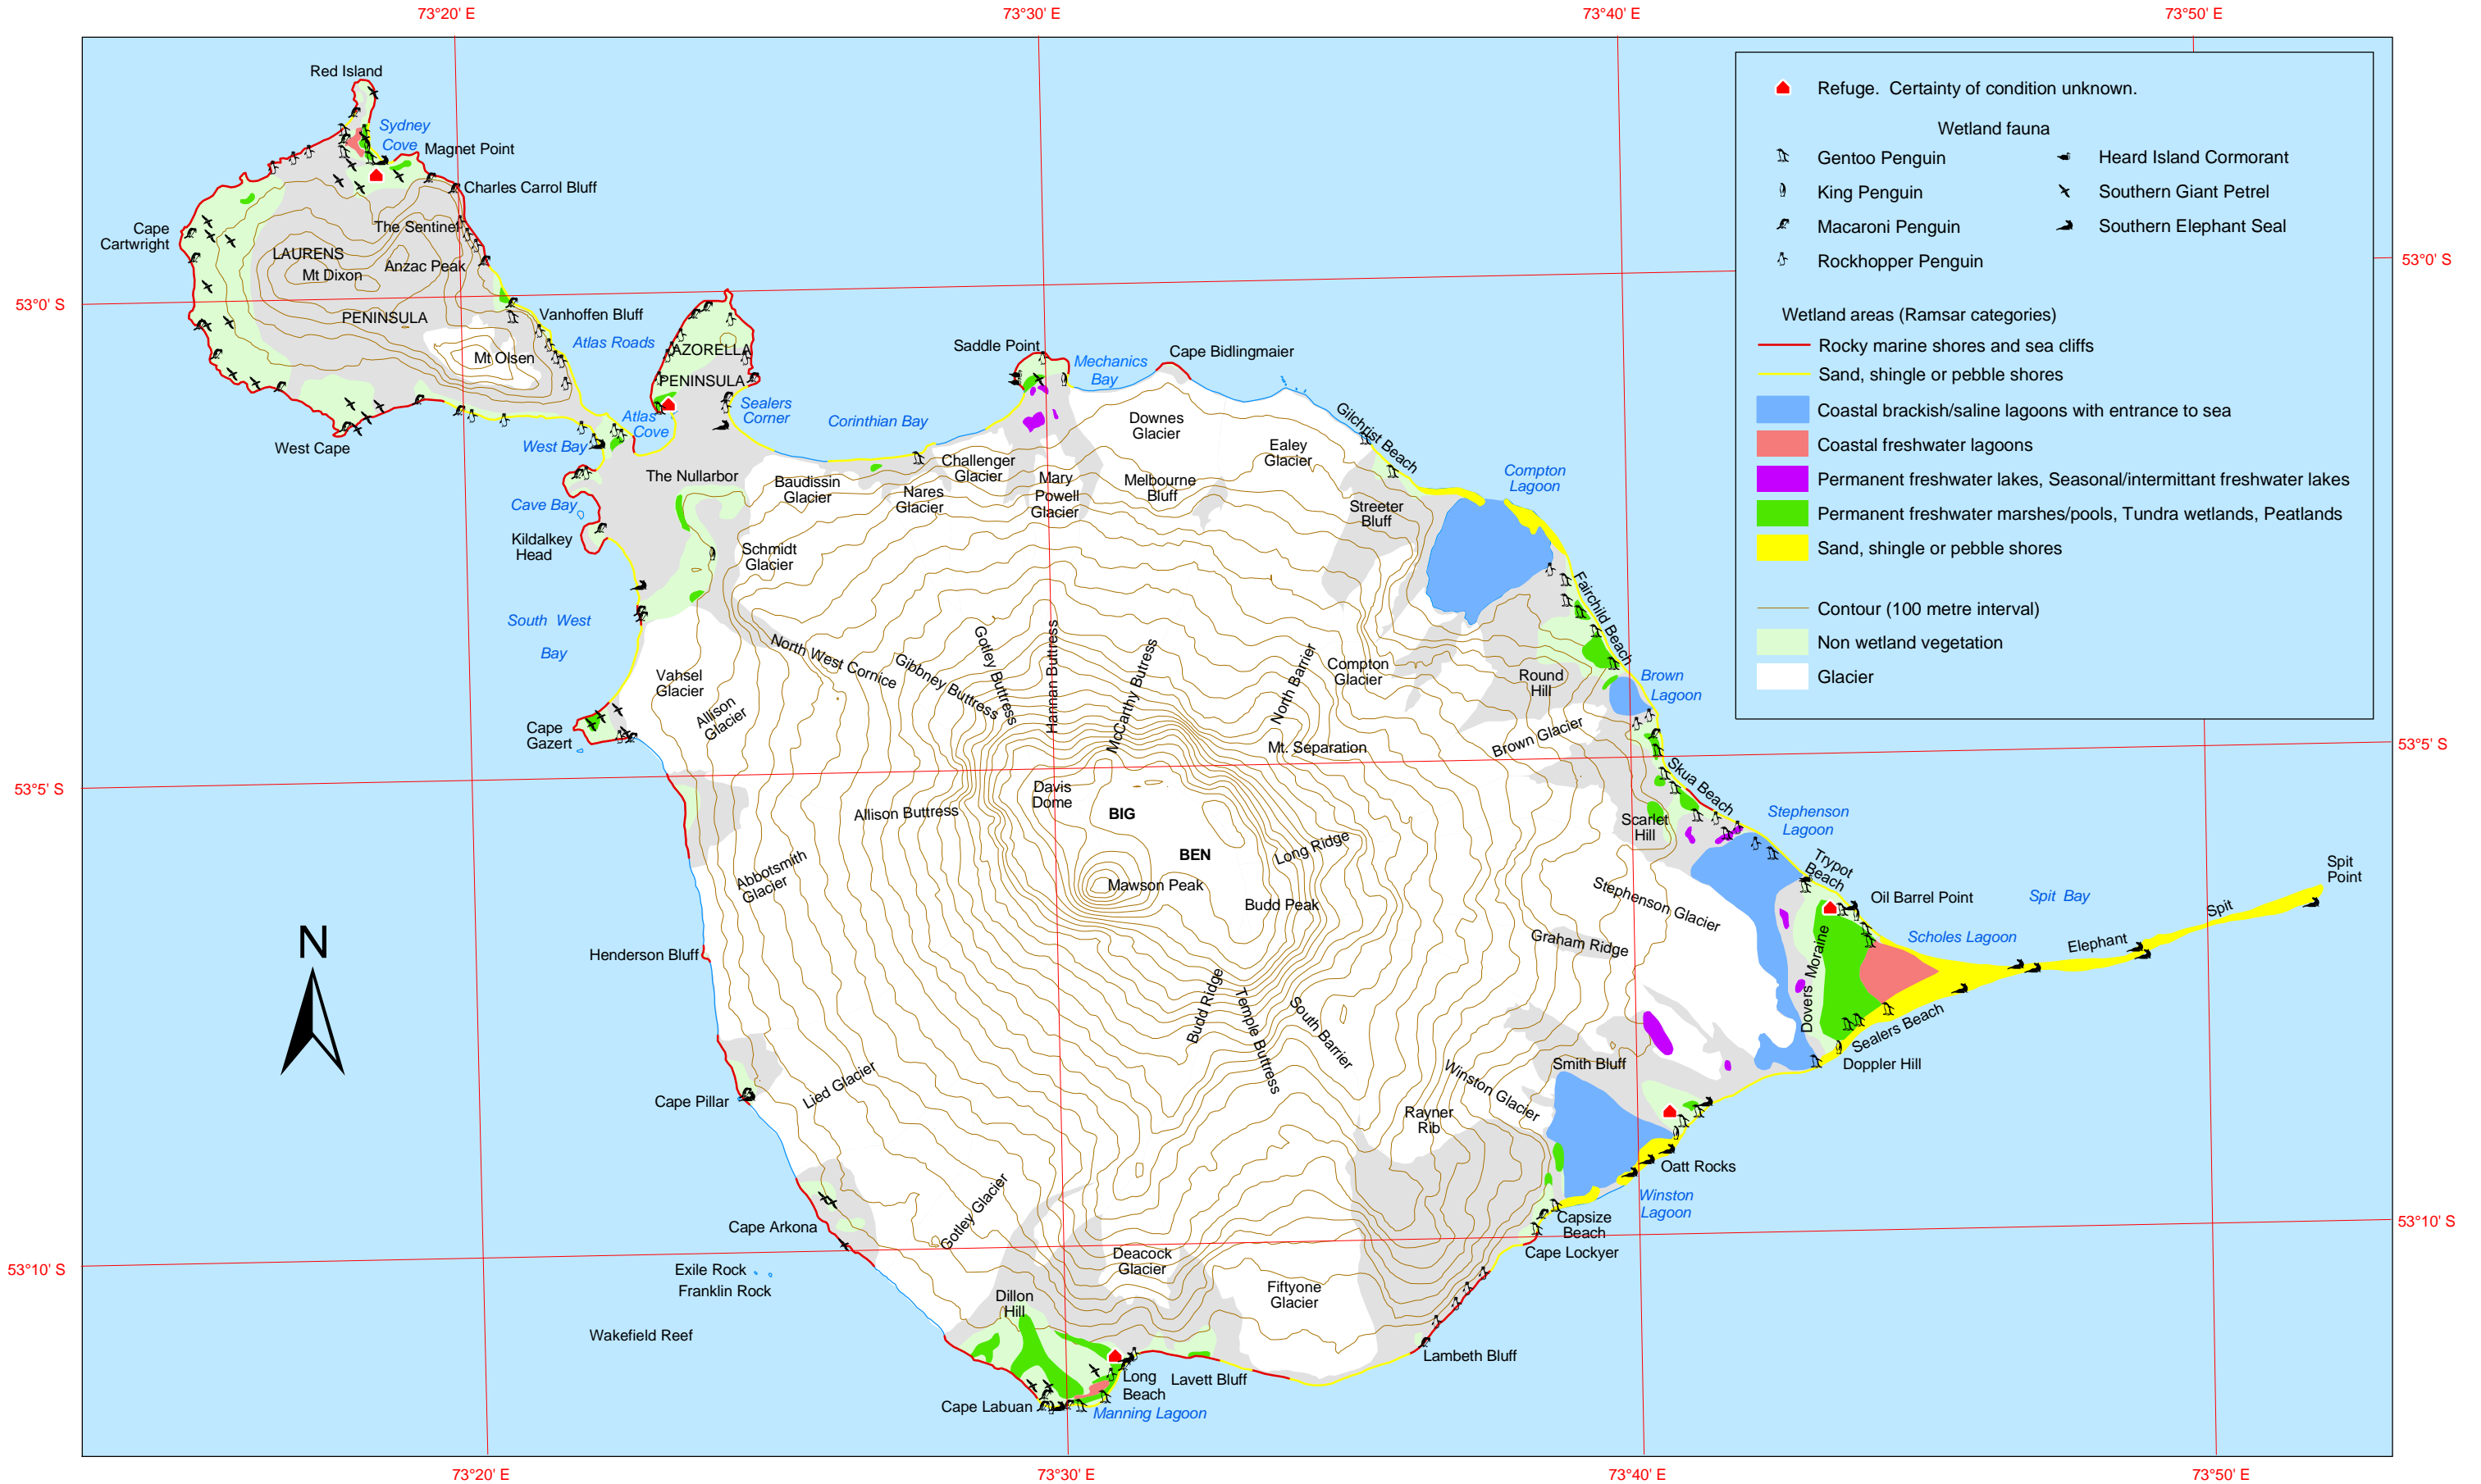 73°20' E
73°30' E
73°40' E
73°50' E
Red Island
Sydney
Cove
Magnet Point
Charles Carrol Bluff
Cape
Cartwright
The Sentinel
LAURENS
Mt Dixon
Anzac Peak
PENINSULA
Vanhoffen Bluff
Atlas Roads
Mt Olsen
West Cape
53°0' S
53°0' S
AZORELLA
PENINSULA
Sealers
Corner
Atlas
Cove
West Bay
Corinthian Bay
Saddle Point
Mechanics
Bay
Cape Bidlingmaier
Gilchrist Beach
Compton
Lagoon
Downes
Glacier
Ealey
Glacier
Challenger
Glacier
Baudissin
Glacier
Nares
Glacier
Mary
Powell
Glacier
Melbourne
Bluff
Streeter
Bluff
The Nullarbor
Cave Bay
Kildalkey
Head
Schmidt
Glacier
South West
Bay
Fairchild Beach
Vahsel
Glacier
Allison
Glacier
North West Cornice
Gibbney Buttress
Gotley Buttress
Hannan Buttress
McCarthy Butress
North Barrier
Compton
Glacier
Round
Hill
Brown
Lagoon
Cape
Gazert
Mt. Separation
Brown Glacier
53°5' S
53°5' S
Skua Beach
Davis
Dome
BIG
BEN
Allison Buttress
Long Ridge
Scarlet
Hill
Stephenson
Lagoon
Trypot
Beach
Abbotsmith
Glacier
Mawson Peak
Budd Peak
Stephenson Glacier
Oil Barrel Point
Spit Bay
Spit
Point
Elephant
Spit
Scholes Lagoon
Graham Ridge
Dovers Moraine
Henderson Bluff
Budd Ridge
Temple Buttress
South Barrier
Sealers Beach
Doppler Hill
Smith Bluff
Winston Glacier
Cape Pillar
Lied Glacier
Rayner
Rib
Oatt Rocks
Winston
Lagoon
Capsize
Beach
Cape Lockyer
Cape Arkona
Gotley Glacier
Deacock
Glacier
53°10' S
53°10' S
Exile Rock
Franklin Rock
Fiftyone
Glacier
Dillon
Hill
Wakefield Reef
Lambeth Bluff
Long
Beach
Lavett Bluff
Cape Labuan
Manning Lagoon
N
73°20' E
73°30' E
73°40' E
73°50' E
Refuge. Certainty of condition unknown.
Wetland fauna
Gentoo Penguin
Heard Island Cormorant
King Penguin
Southern Giant Petrel
Macaroni Penguin
Southern Elephant Seal
Rockhopper Penguin
Wetland areas (Ramsar categories)
Rocky marine shores and sea cliffs
Sand, shingle or pebble shores
Coastal brackish/saline lagoons with entrance to sea
Coastal freshwater lagoons
Permanent freshwater lakes, Seasonal/intermittant freshwater lakes
Permanent freshwater marshes/pools, Tundra wetlands, Peatlands
Sand, shingle or pebble shores
Contour (100 metre interval)
Non wetland vegetation
Glacier